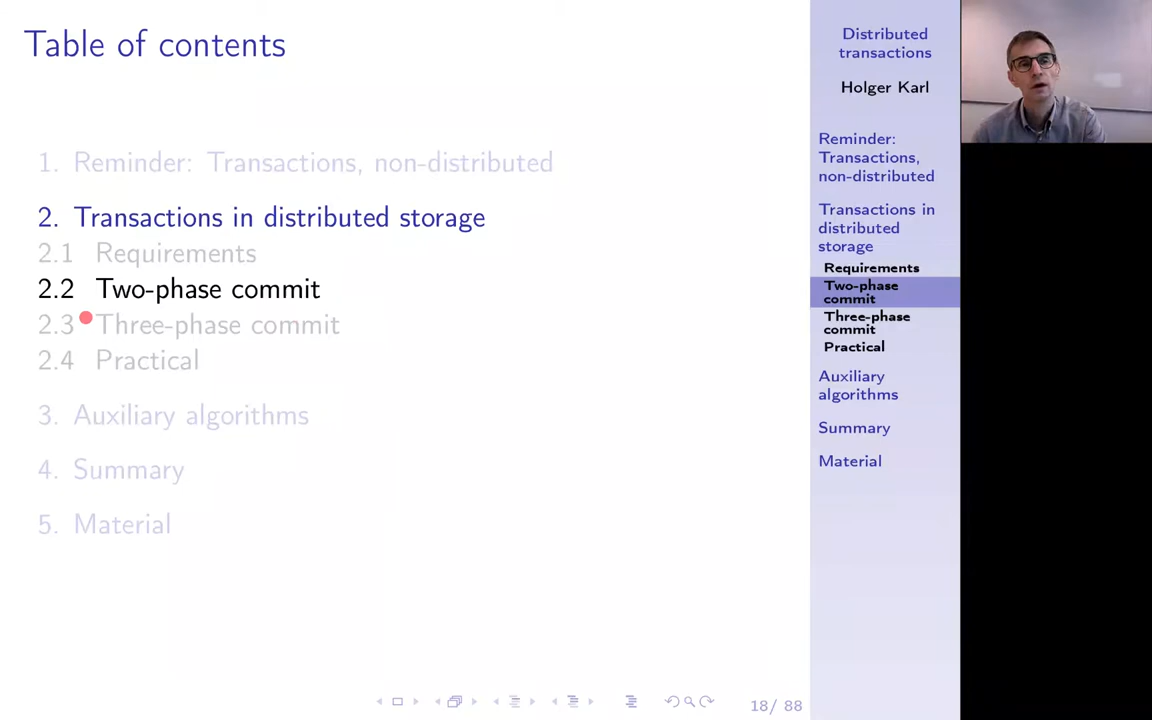 Table of contents
1. Reminder: Transactions, non-distributed
2. Transactions in distributed storage
2.1 Requirements
2.2 Two-phase commit
2.3 Three-phase commit
2.4 Practical
3. Auxiliary algorithms
4. Summary
5. Material
18/ 88
Distributed
transactions
Holger Karl
Reminder:
Transactions,
non-distributed
Transactions in
distributed
storage
Requirements
Two-phase
commit
Three-phase
commit
Practical
Auxiliary
algorithms
Summary
Material